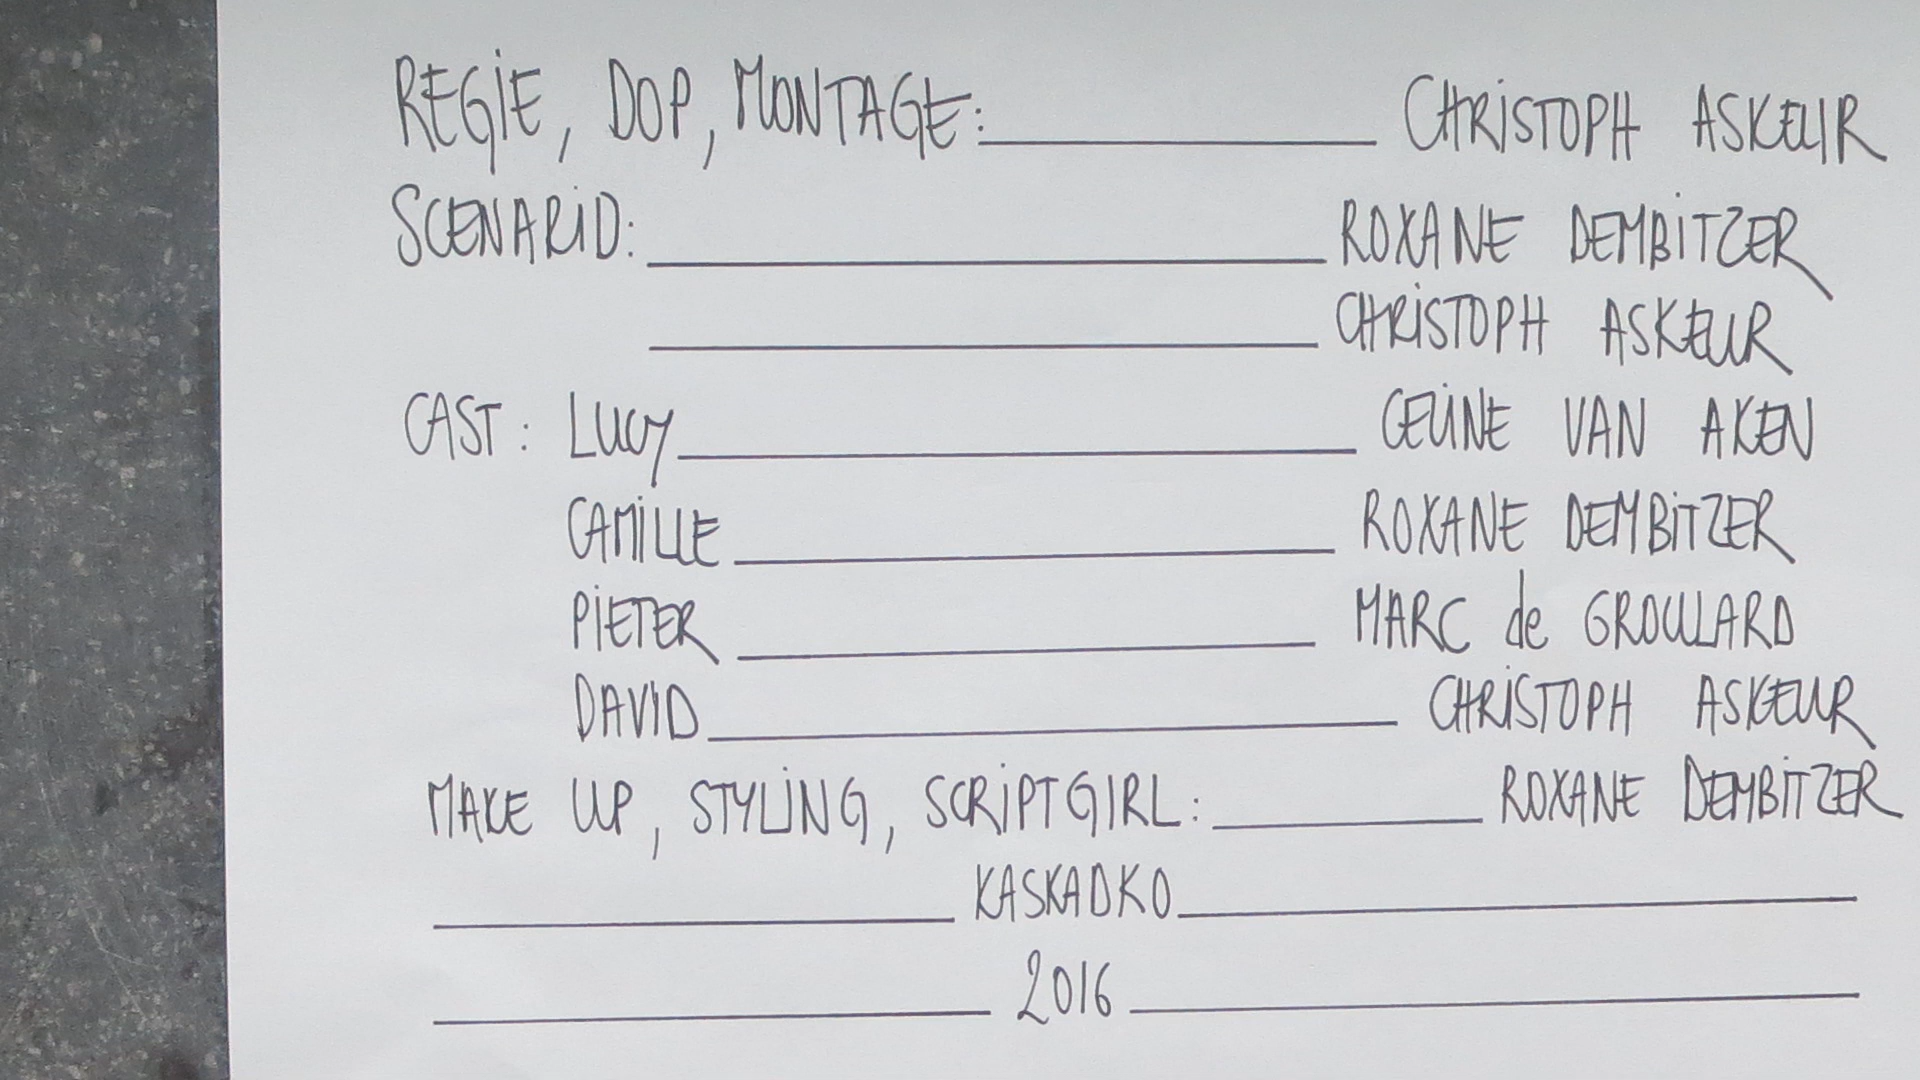 REGIE, DOP, MONTAGE: CHRISTOPH ASKEUR
SCENARIO: ROXANE DEMBITZER
CHRISTOPH ASKEUR
CAST: LUCY CELINE VAN AKEN
CAMILLE ROXANE DEMBITZER
PIETER MARC de GROULARD
DAVID CHRISTOPH ASKEUR
MAKE UP, STYLING, SCRIPTGIRL: ROXANE DEMBITZER
KASKADKO
2016